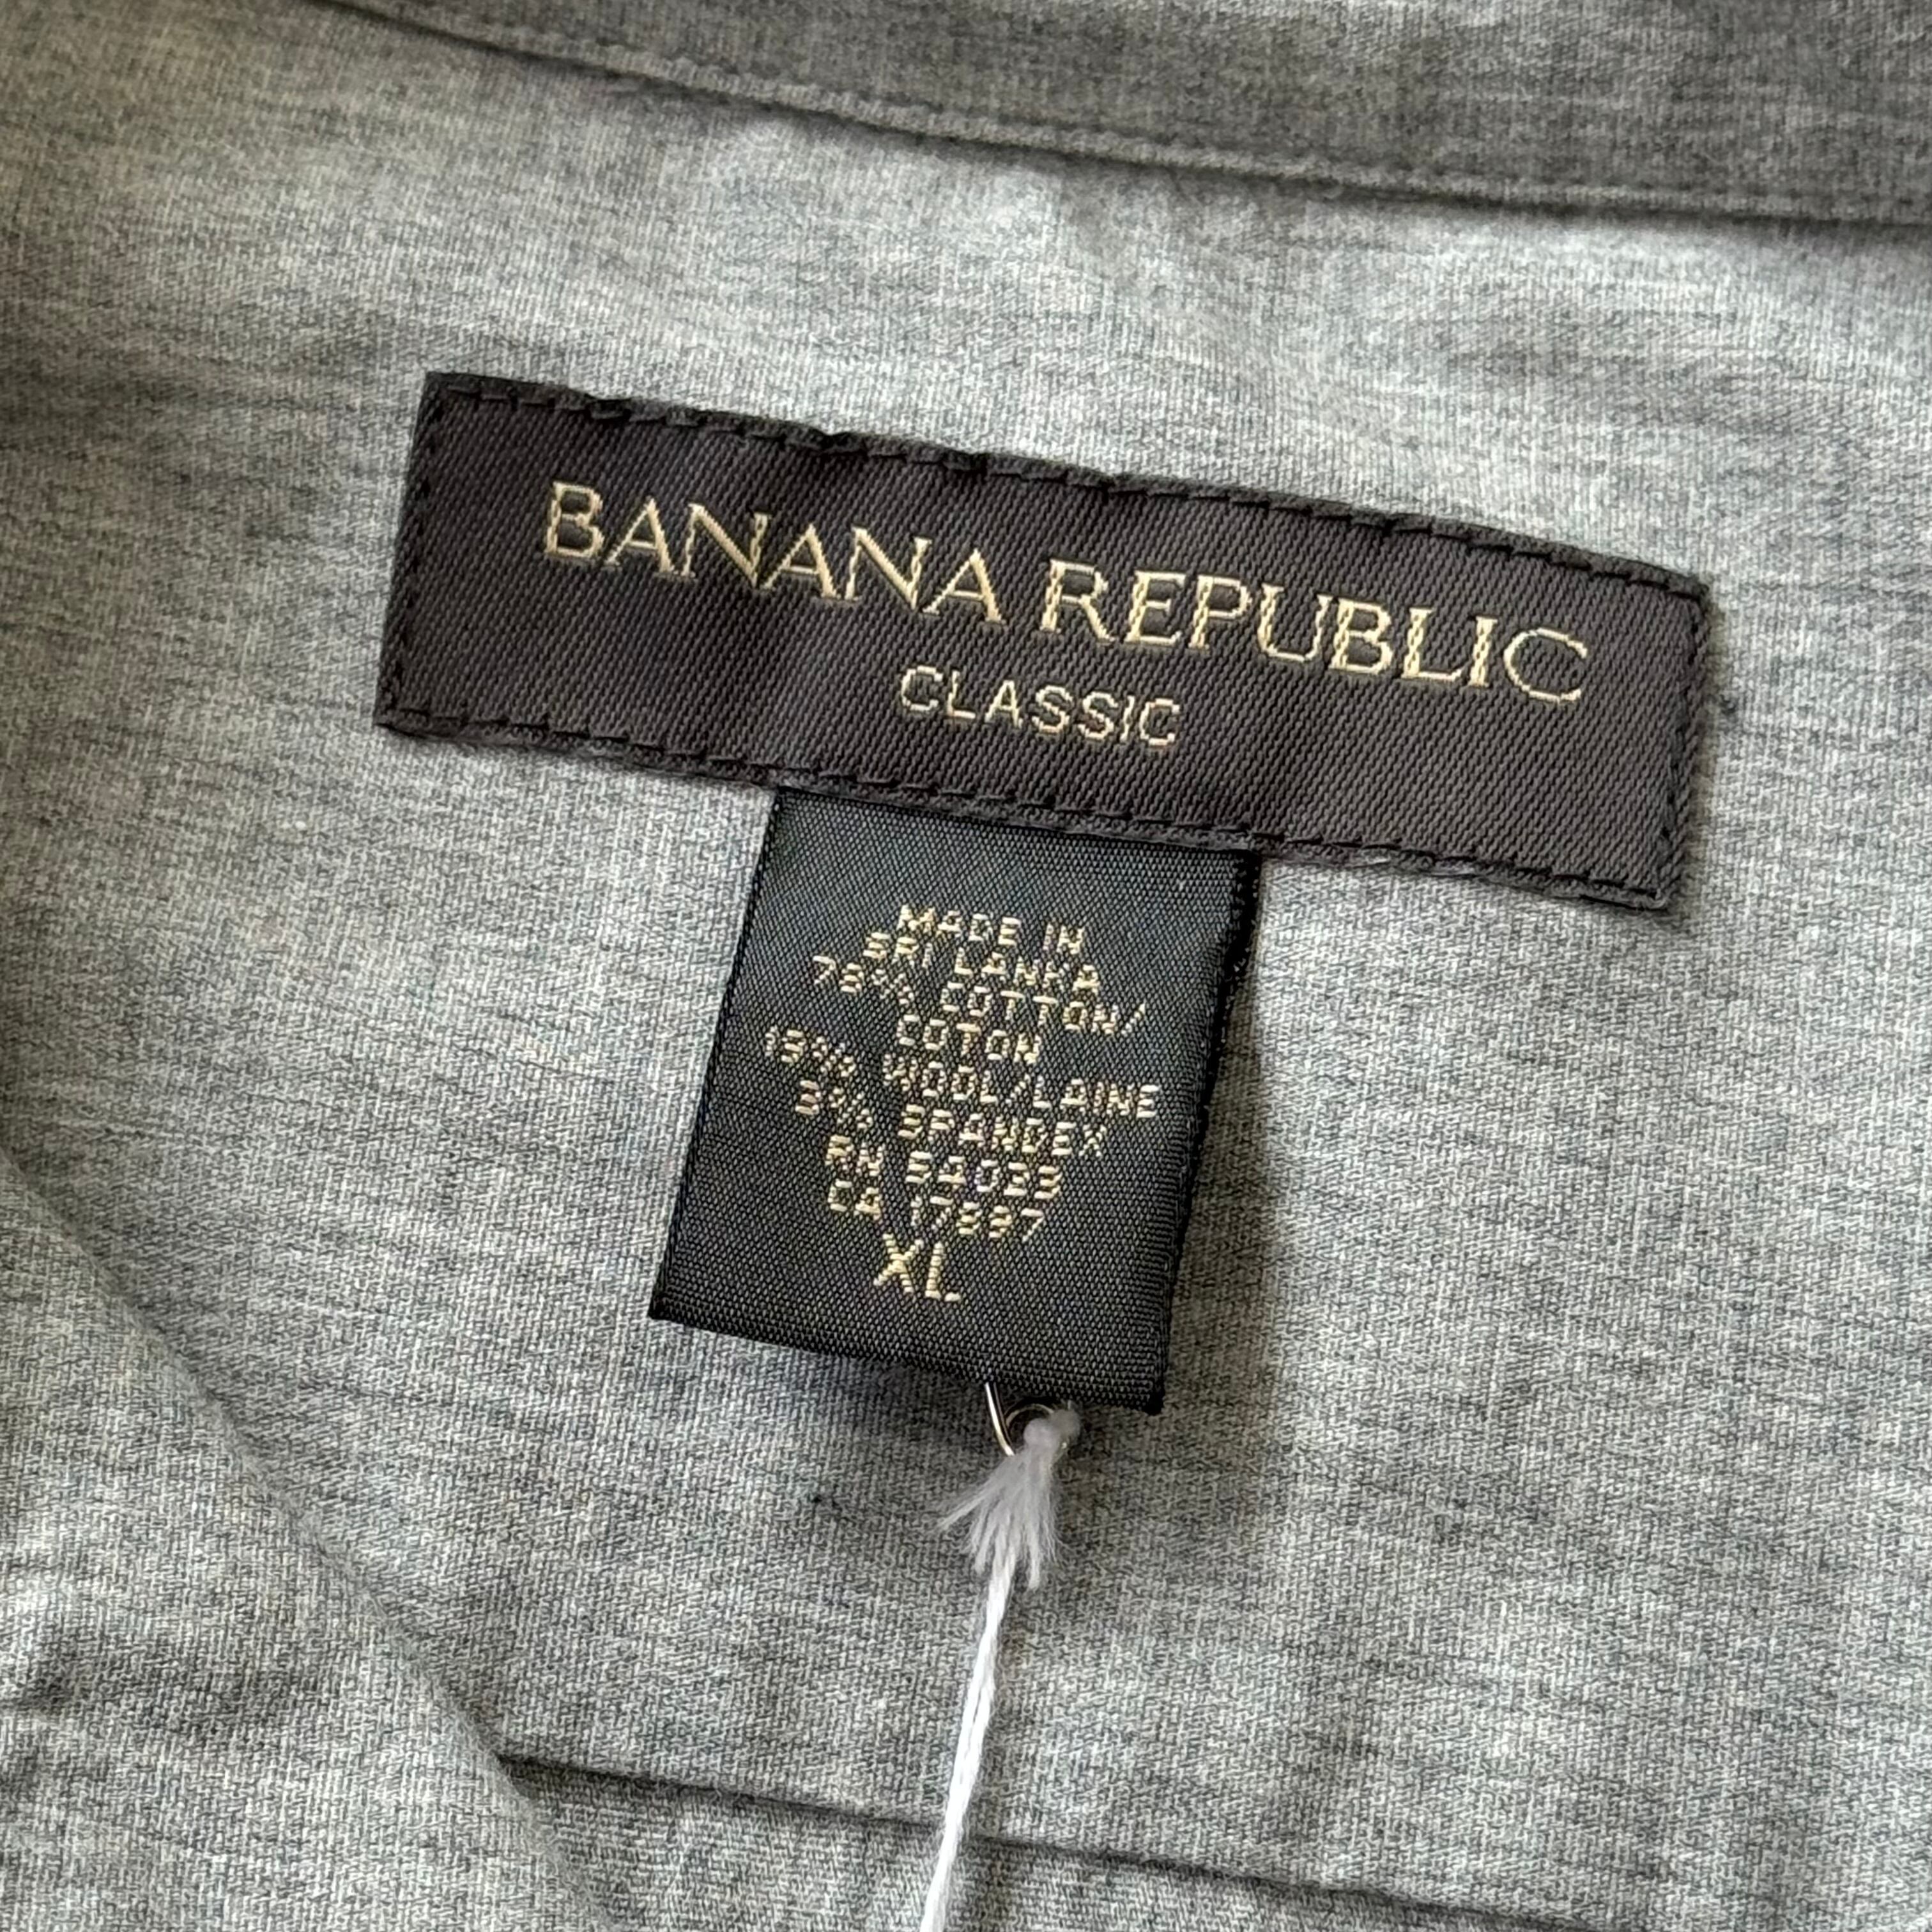 BANANA REPUBLIC
CLASSIC
MADE IN
SRI LANKA
78% COTTON/
COTON
19% WOOL/LAINE
3% SPANDEX
RN 54023
CA 17897
XL